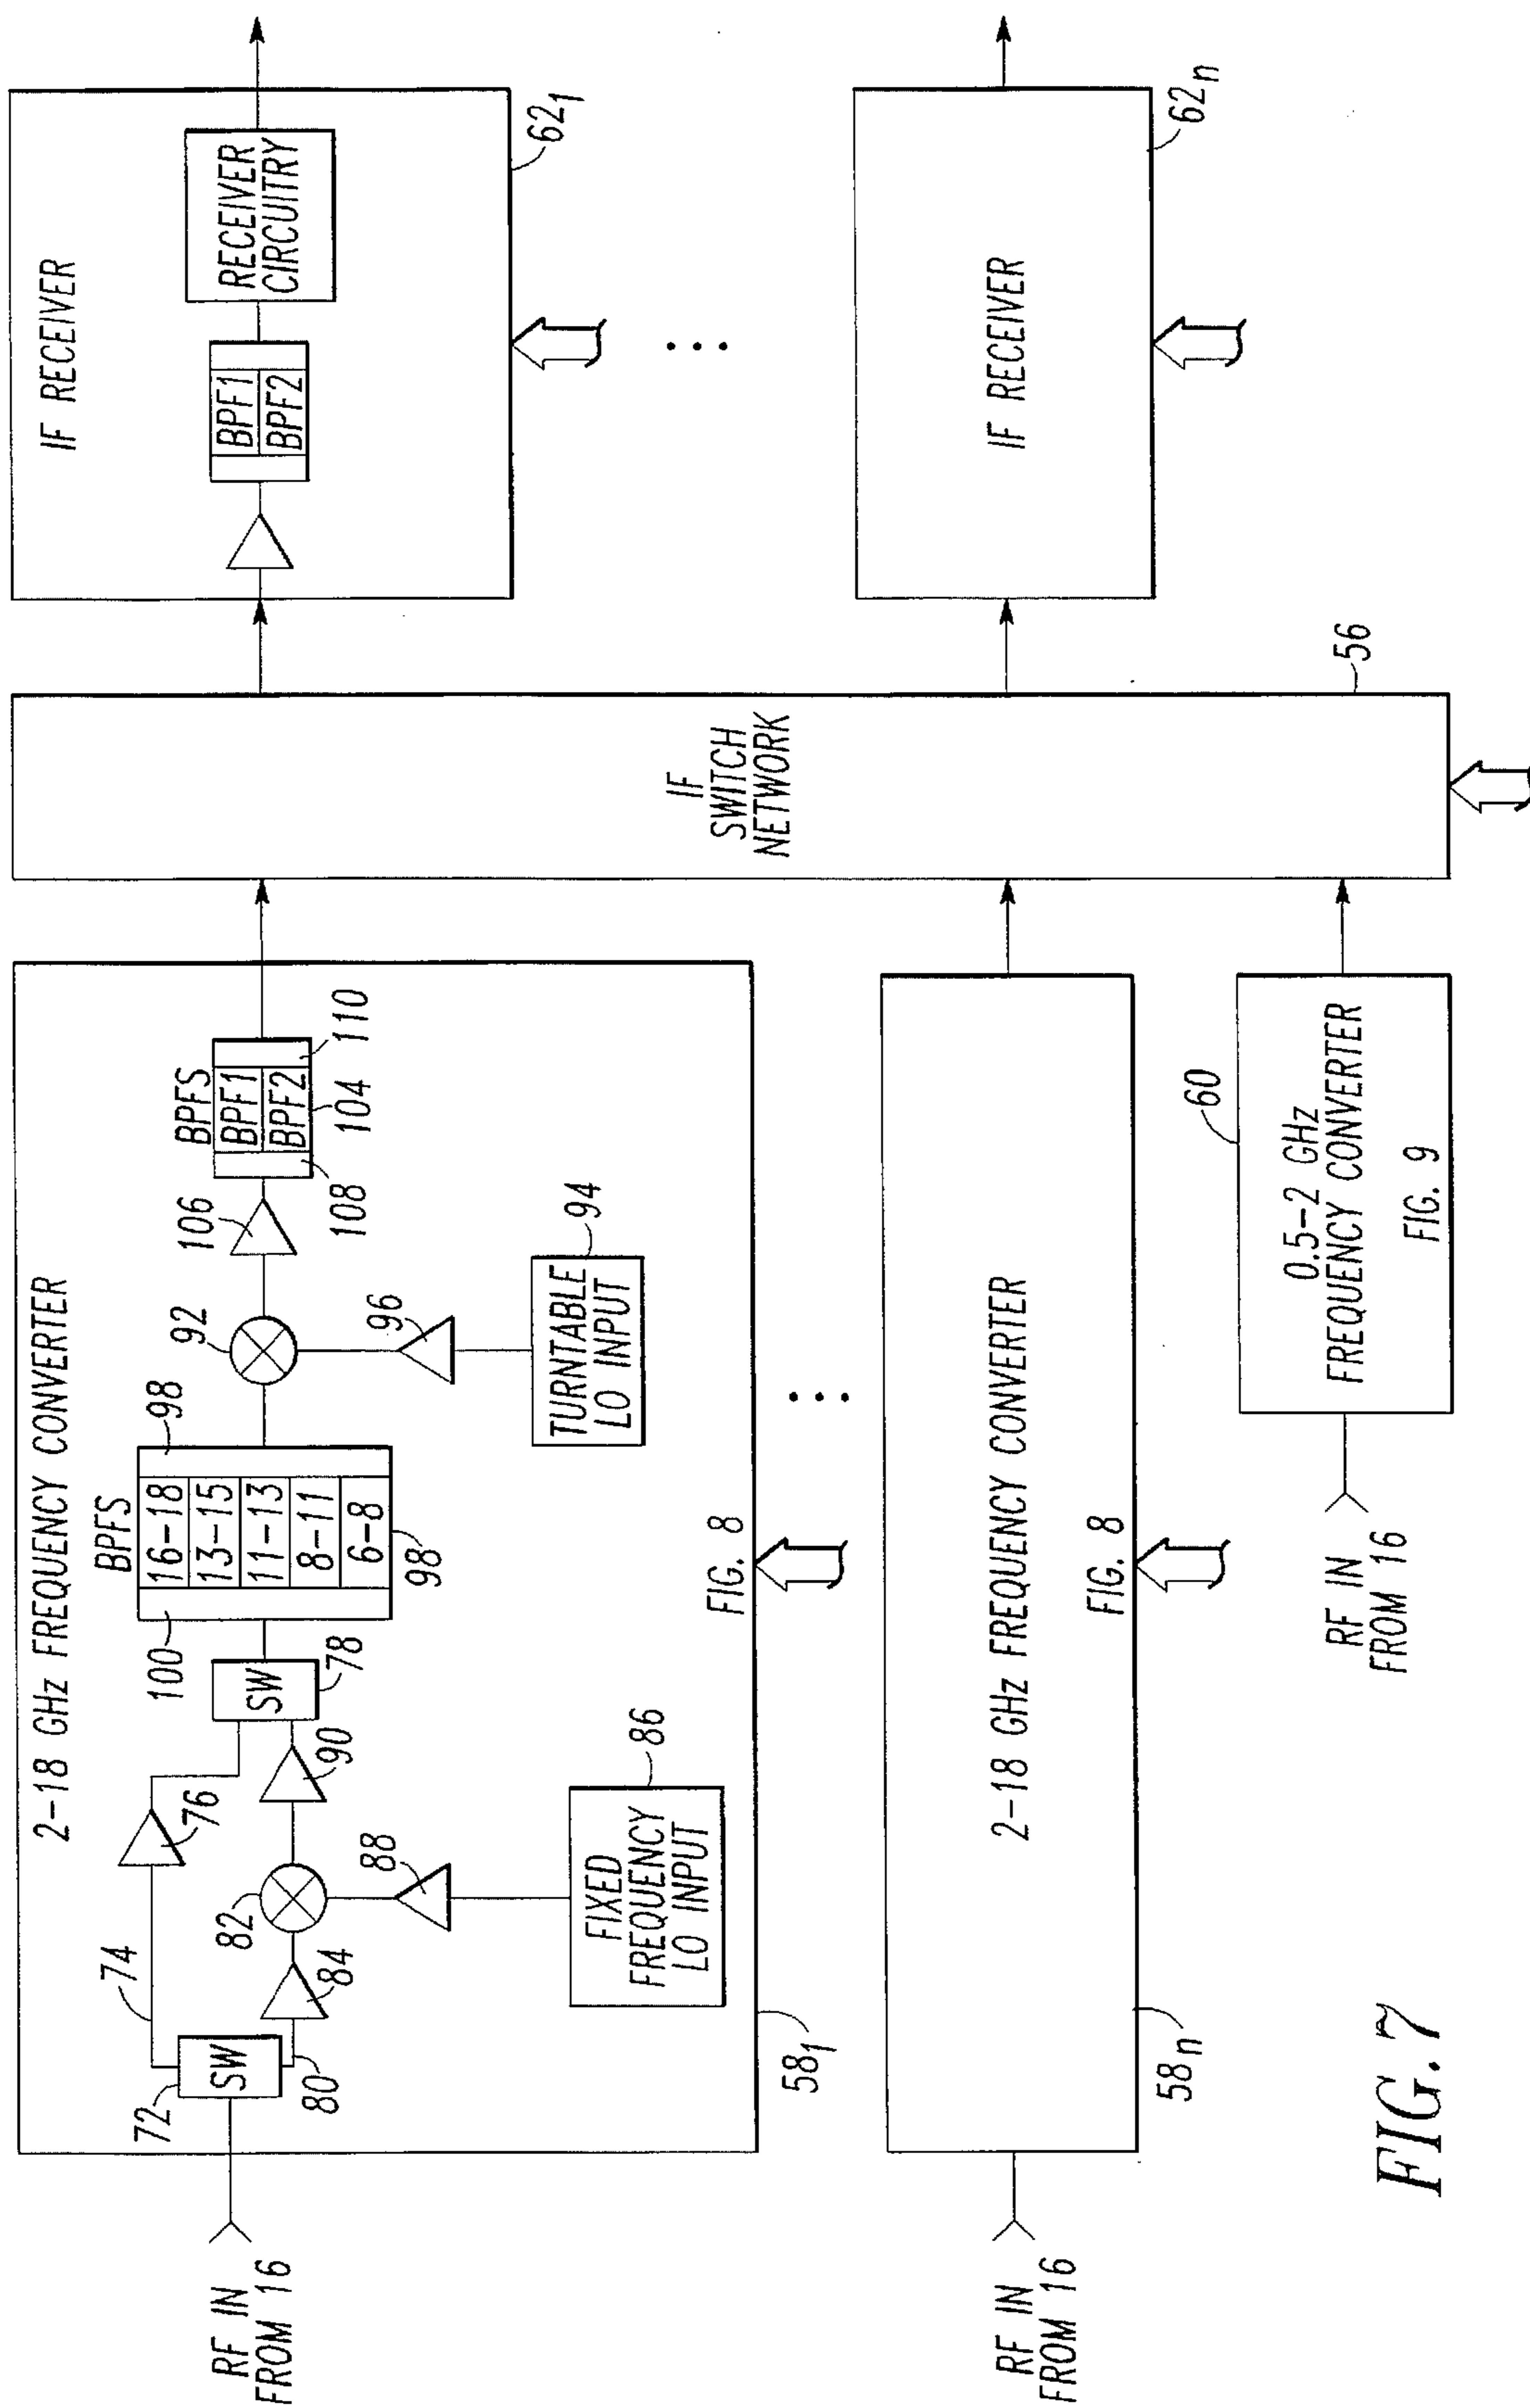 2-18 GHz FREQUENCY CONVERTER
RF IN
FROM 16
72
SW
74
76
80
84
82
88
FIXED
FREQUENCY
LO INPUT
86
90
SW
78
100
BPFS
16-18
13-15
11-13
8-11
6-8
98
98
92
96
TURNTABLE
LO INPUT
94
106
108
BPFS
BPF1
BPF2
104
110
FIG. 8
58₁
RF IN
FROM 16
2-18 GHz FREQUENCY CONVERTER
FIG. 8
58ₙ
RF IN
FROM 16
0.5-2 GHz
FREQUENCY CONVERTER
FIG. 9
60
IF
SWITCH
NETWORK
56
IF RECEIVER
BPF1
BPF2
RECEIVER
CIRCUITRY
62₁
IF RECEIVER
62ₙ
FIG. 7